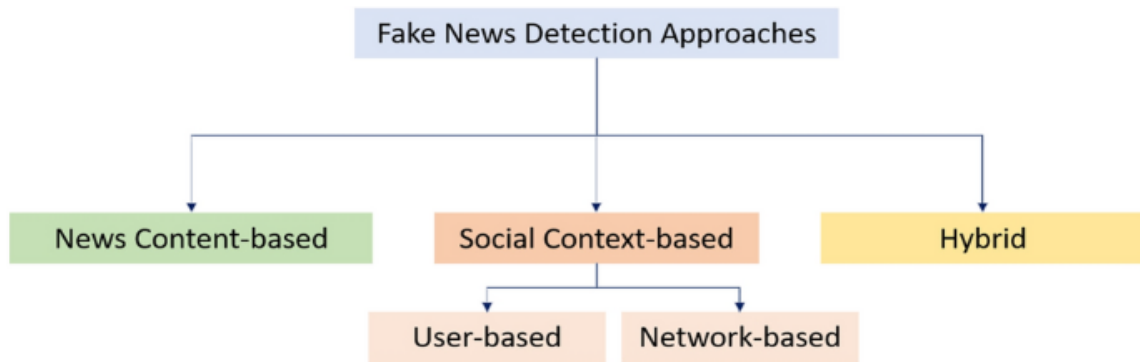 Fake News Detection Approaches
News Content-based
Social Context-based
Hybrid
User-based
Network-based